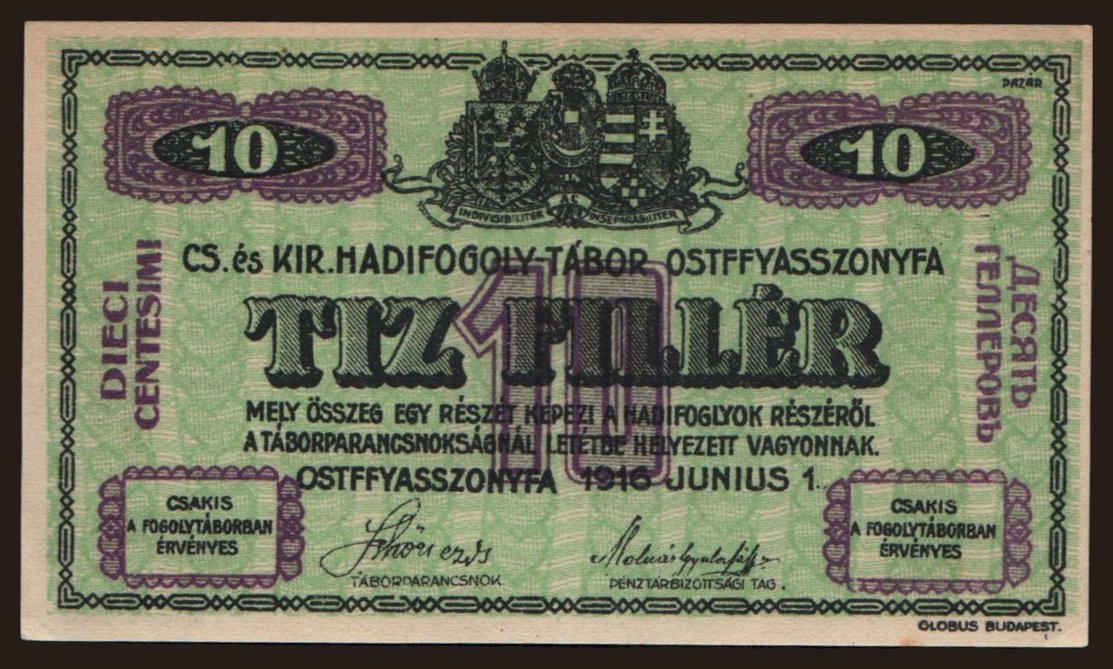 PAZÁR
10
10
INDIVISIBILITER AC INSEPARABILITER
CS. és KIR. HADIFOGOLY-TÁBOR OSTFFYASSZONYFA
DIECI
CENTESIMI
TIZ FILLÉR
10
ДЕСЯТЬ
ГЕЛЛЕРОВЪ
MELY ÖSSZEG EGY RÉSZÉT KÉPEZI A HADIFOGLYOK RÉSZÉRŐL
A TÁBORPARANCSNOKSÁGNÁL LETÉTBE HELYEZETT VAGYONNAK.
OSTFFYASSZONYFA 1916 JUNIUS 1.
CSAKIS
A FOGOLYTÁBORBAN
ÉRVÉNYES
TÁBORPARANCSNOK.
PÉNZTÁRBIZOTTSÁGI TAG.
CSAKIS
A FOGOLYTÁBORBAN
ÉRVÉNYES
GLOBUS BUDAPEST.